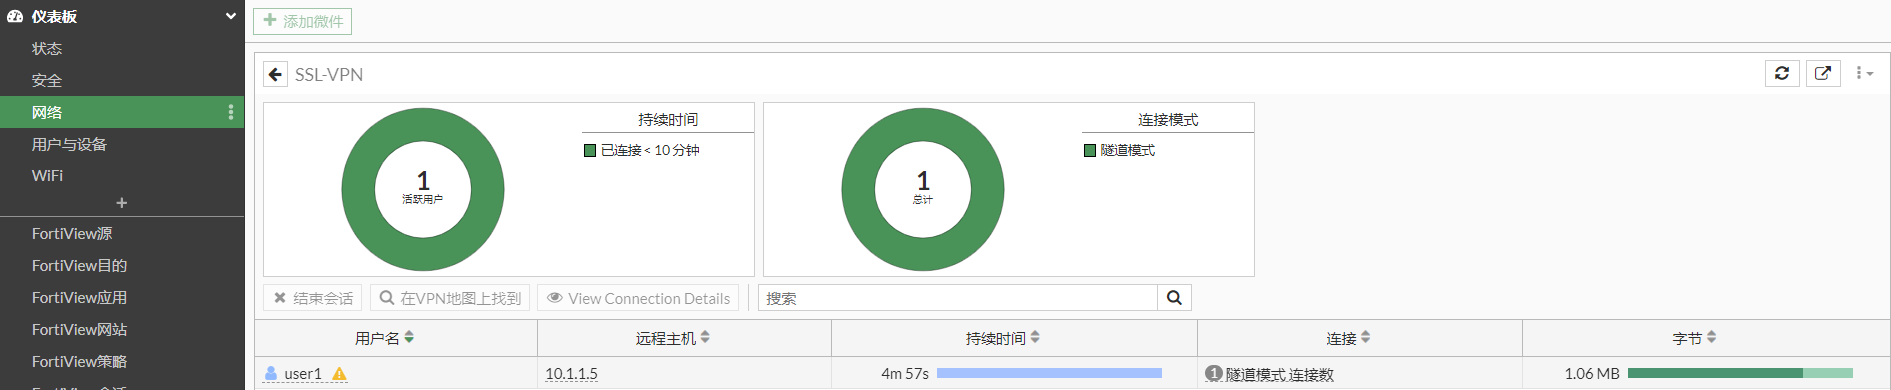 仪表板
状态
安全
网络
用户与设备
WiFi
+
FortiView源
FortiView目的
FortiView应用
FortiView网站
FortiView策略
添加微件
SSL-VPN
1
活跃用户
持续时间
已连接 < 10 分钟
1
总计
连接模式
隧道模式
结束会话 在VPN地图上找到 View Connection Details 搜索
用户名 远程主机 持续时间 连接 字节
user1 10.1.1.5 4m 57s 1 隧道模式 连接数 1.06 MB